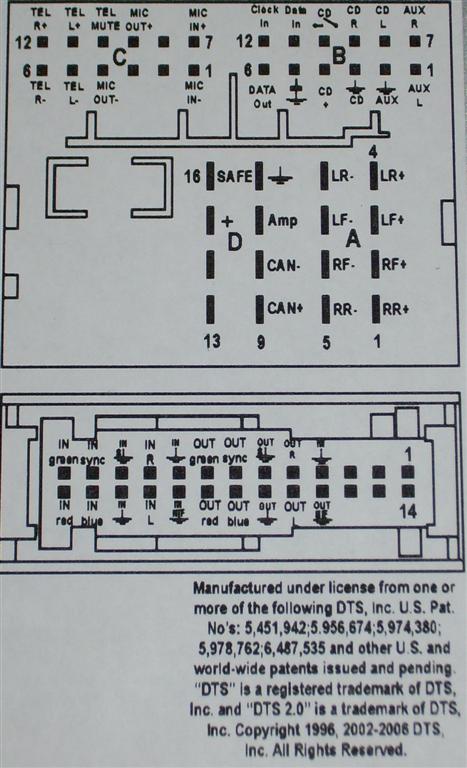 TEL TEL TEL MIC MIC
R+ L+ MUTE OUT+ IN+
12 7
C
6 1
TEL TEL MIC MIC
R- L- OUT- IN-
Clock Data CD CD CD AUX
In In R L R
12 7
B
6 1
DATA CD AUX
Out + CD AUX L
4
16 SAFE LR- LR+
+ Amp LF- LF+
D A
CAN- RF- RF+
CAN+ RR- RR+
13 9 5 1
IN IN IN IN IN OUT OUT OUT OUT IN
green sync R green sync R
1
14
IN IN IN OUT OUT OUT OUT OUT
red blue L red blue
Manufactured under license from one or
more of the following DTS, Inc. U.S. Pat.
No's: 5,451,942;5.956,674;5,974,380;
5,978,762;6,487,535 and other U.S. and
world-wide patents issued and pending.
"DTS" is a registered trademark of DTS,
Inc. and "DTS 2.0" is a trademark of DTS,
Inc. Copyright 1996, 2002-2006 DTS,
Inc. All Rights Reserved.